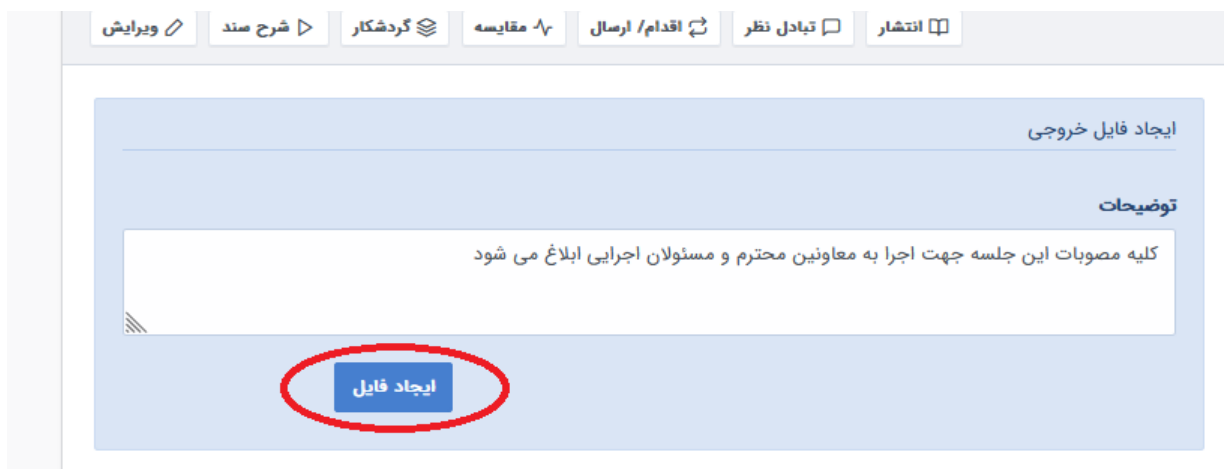 انتشار تبادل نظر اقدام/ ارسال مقایسه گردشکار شرح سند ویرایش
ایجاد فایل خروجی
توضیحات
کلیه مصوبات این جلسه جهت اجرا به معاونین محترم و مسئولان اجرایی ابلاغ می شود
ایجاد فایل